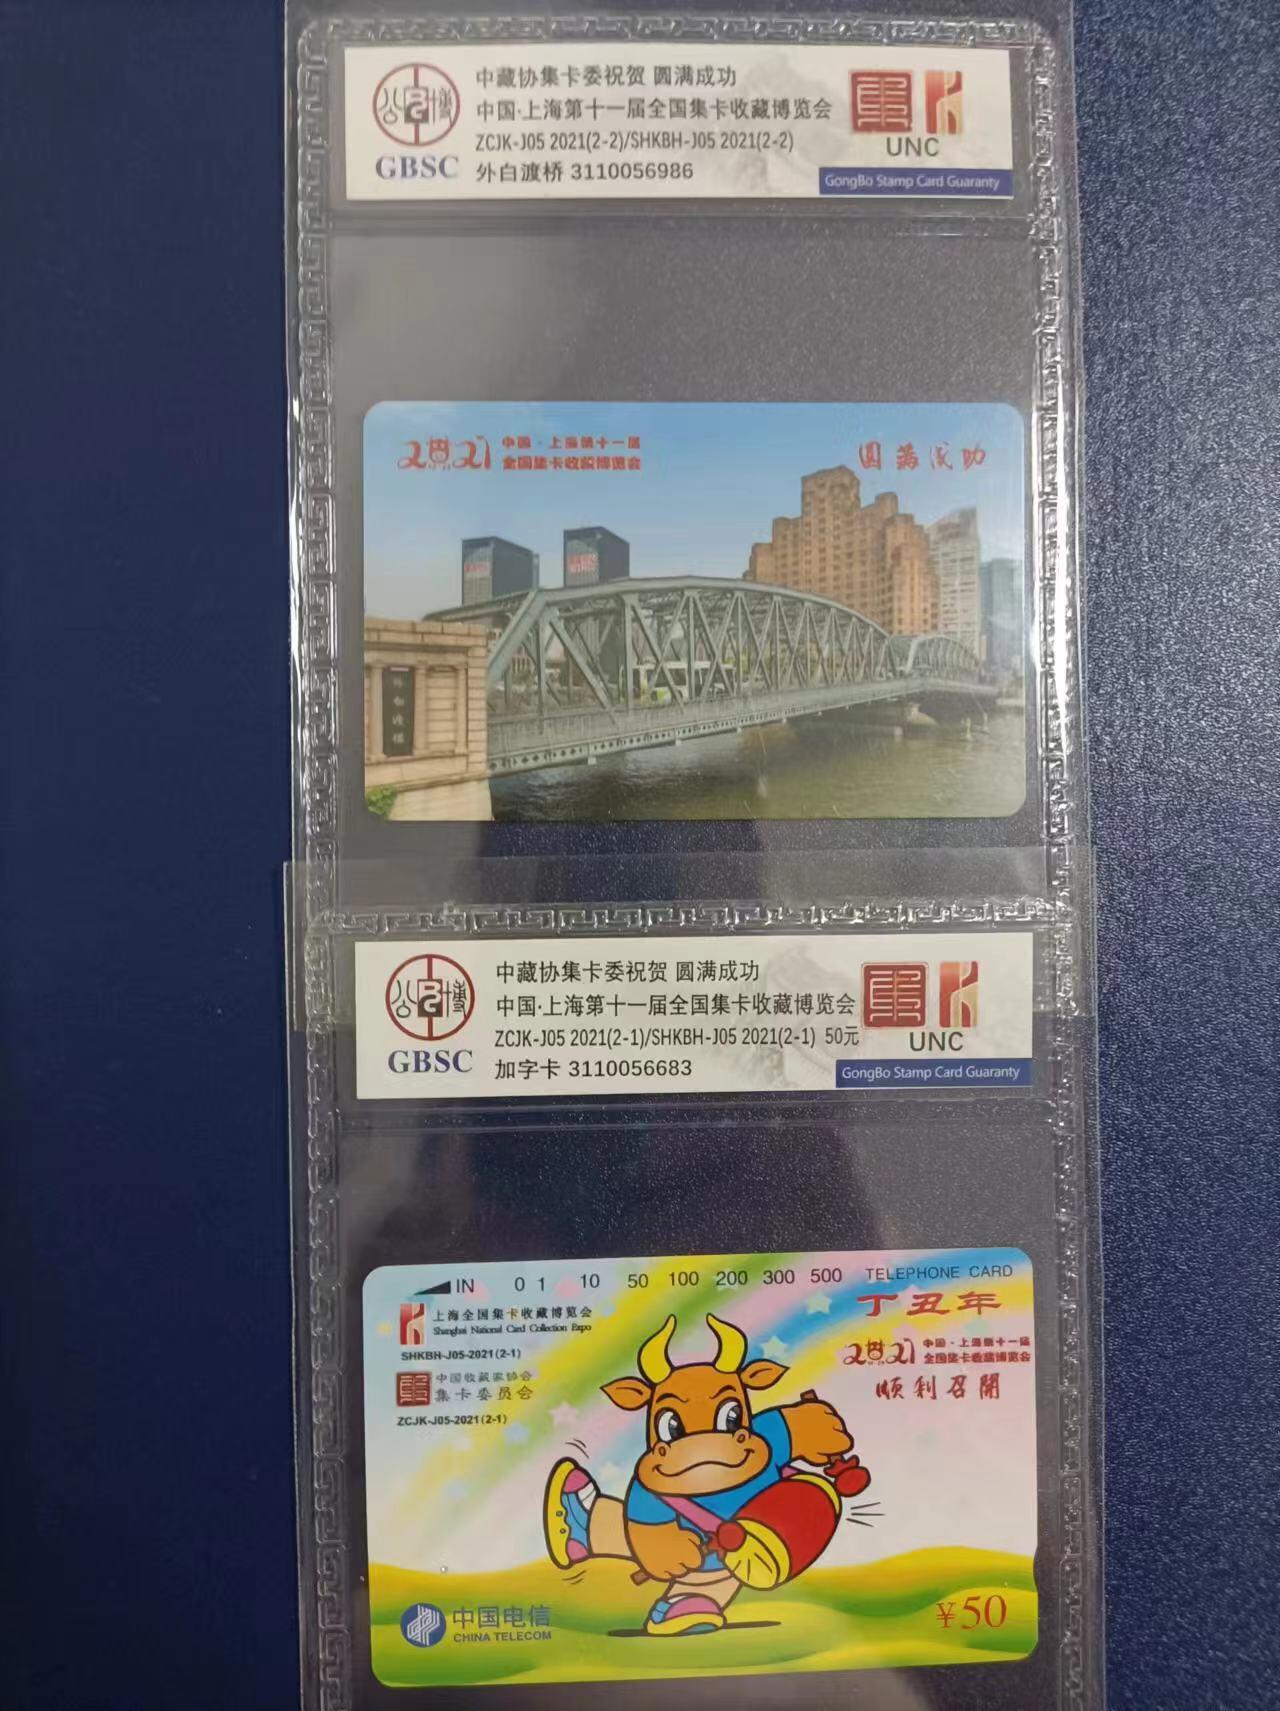 中藏协集卡委祝贺 圆满成功
中国·上海第十一届全国集卡收藏博览会
ZCJK-J05 2021(2-2)/SHKBH-J05 2021(2-2)
外白渡桥 3110056986
GBSC
UNC
GongBo Stamp Card Guaranty
2021 中国·上海第十一届
全国集卡收藏博览会
圆满成功
外白渡桥
中藏协集卡委祝贺 圆满成功
中国·上海第十一届全国集卡收藏博览会
ZCJK-J05 2021(2-1)/SHKBH-J05 2021(2-1) 50元
加字卡 3110056683
GBSC
UNC
GongBo Stamp Card Guaranty
IN 0 1 10 50 100 200 300 500 TELEPHONE CARD
丁丑年
上海全国集卡收藏博览会
Shanghai National Card Collection Expo
SHKBH-J05-2021(2-1)
中国收藏家协会
集卡委员会
ZCJK-J05-2021(2-1)
2021 中国·上海第十一届
全国集卡收藏博览会
顺利召開
中国电信
CHINA TELECOM
¥50